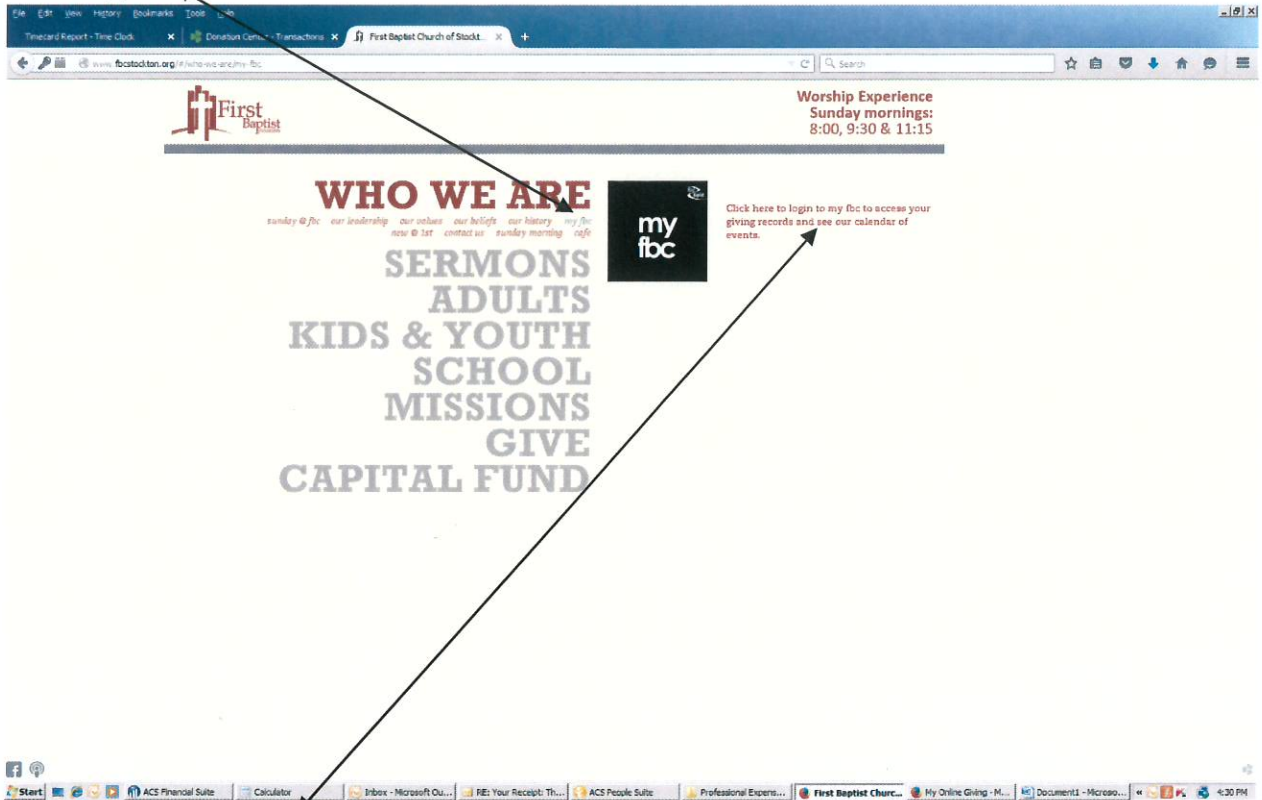 File Edit View History Bookmarks Tools Help
Timecard Report - Time Clock
Donation Center - Transactions
First Baptist Church of Stockt...
www.fbcstockton.org/#/who-we-are/my-fbc
Search
First
Baptist
Worship Experience
Sunday mornings:
8:00, 9:30 & 11:15
WHO WE ARE
sunday @ fbc our leadership our values our beliefs our history my fbc
new @ 1st contact us sunday morning cafe
my
fbc
Click here to login to my fbc to access your
giving records and see our calendar of
events.
SERMONS
ADULTS
KIDS & YOUTH
SCHOOL
MISSIONS
GIVE
CAPITAL FUND
Start ACS Financial Suite Calculator Inbox - Microsoft Ou... RE: Your Receipt: Th... ACS People Suite Professional Expens... First Baptist Churc... My Online Giving - M... Document1 - Microso... 4:30 PM